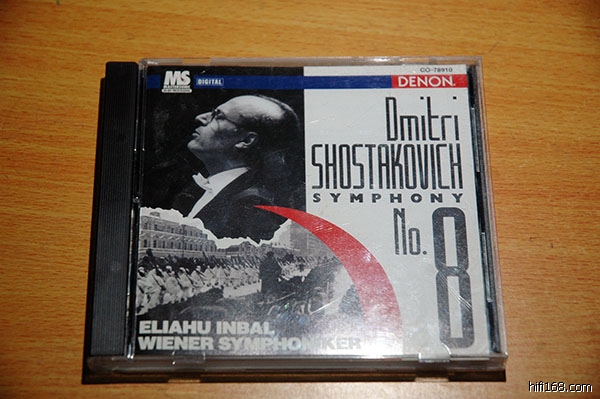 CO-78910
MS
DIGITAL
DENON.
Dmitri
SHOSTAKOVICH
SYMPHONY
No. 8
ELIAHU INBAL,
WIENER SYMPHONIKER
hifi168.com